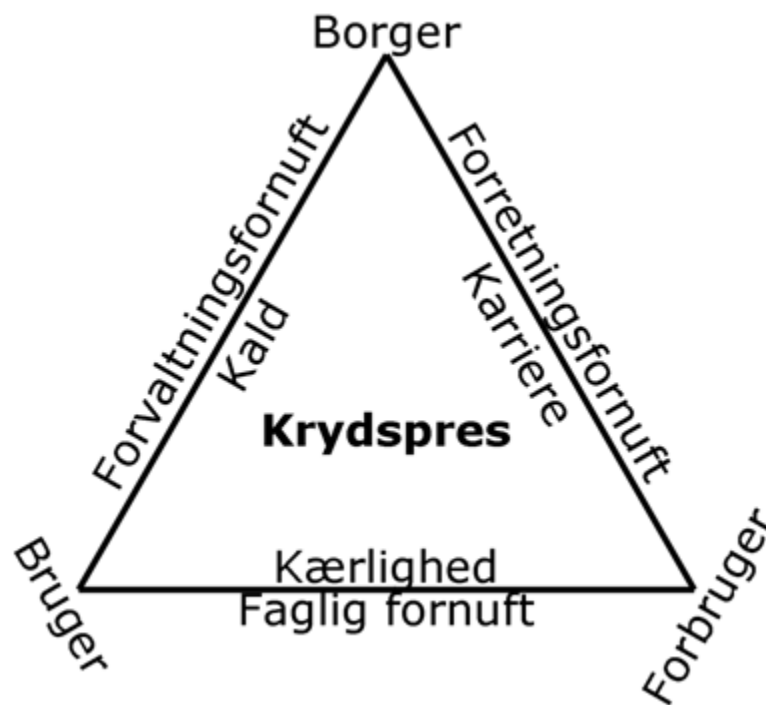 Borger
Forvaltningsfornuft
Kald
Forretningsfornuft
Karriere
Krydspres
Kærlighed
Faglig fornuft
Bruger
Forbruger